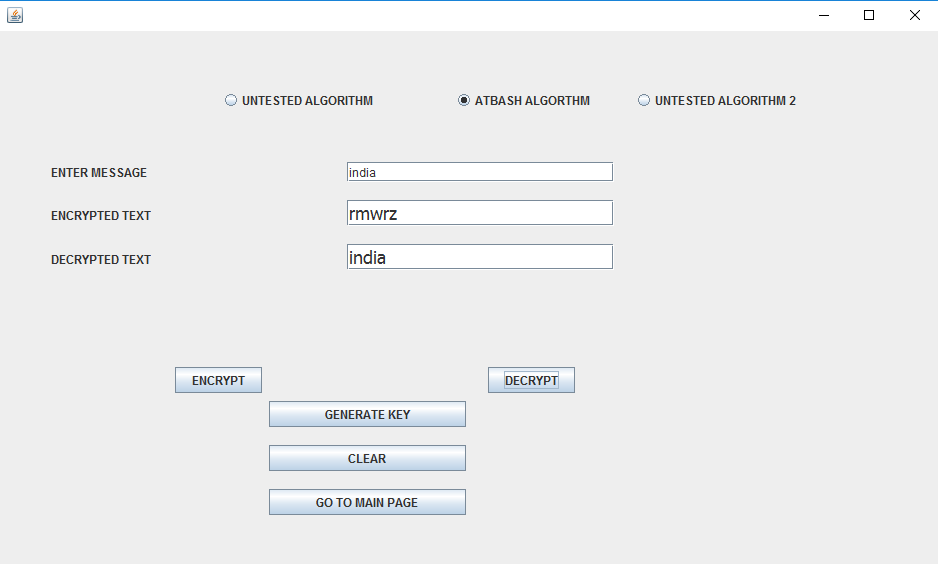 UNTESTED ALGORITHM ATBASH ALGORTHM UNTESTED ALGORITHM 2
ENTER MESSAGE india
ENCRYPTED TEXT rmwrz
DECRYPTED TEXT india
ENCRYPT DECRYPT
GENERATE KEY
CLEAR
GO TO MAIN PAGE